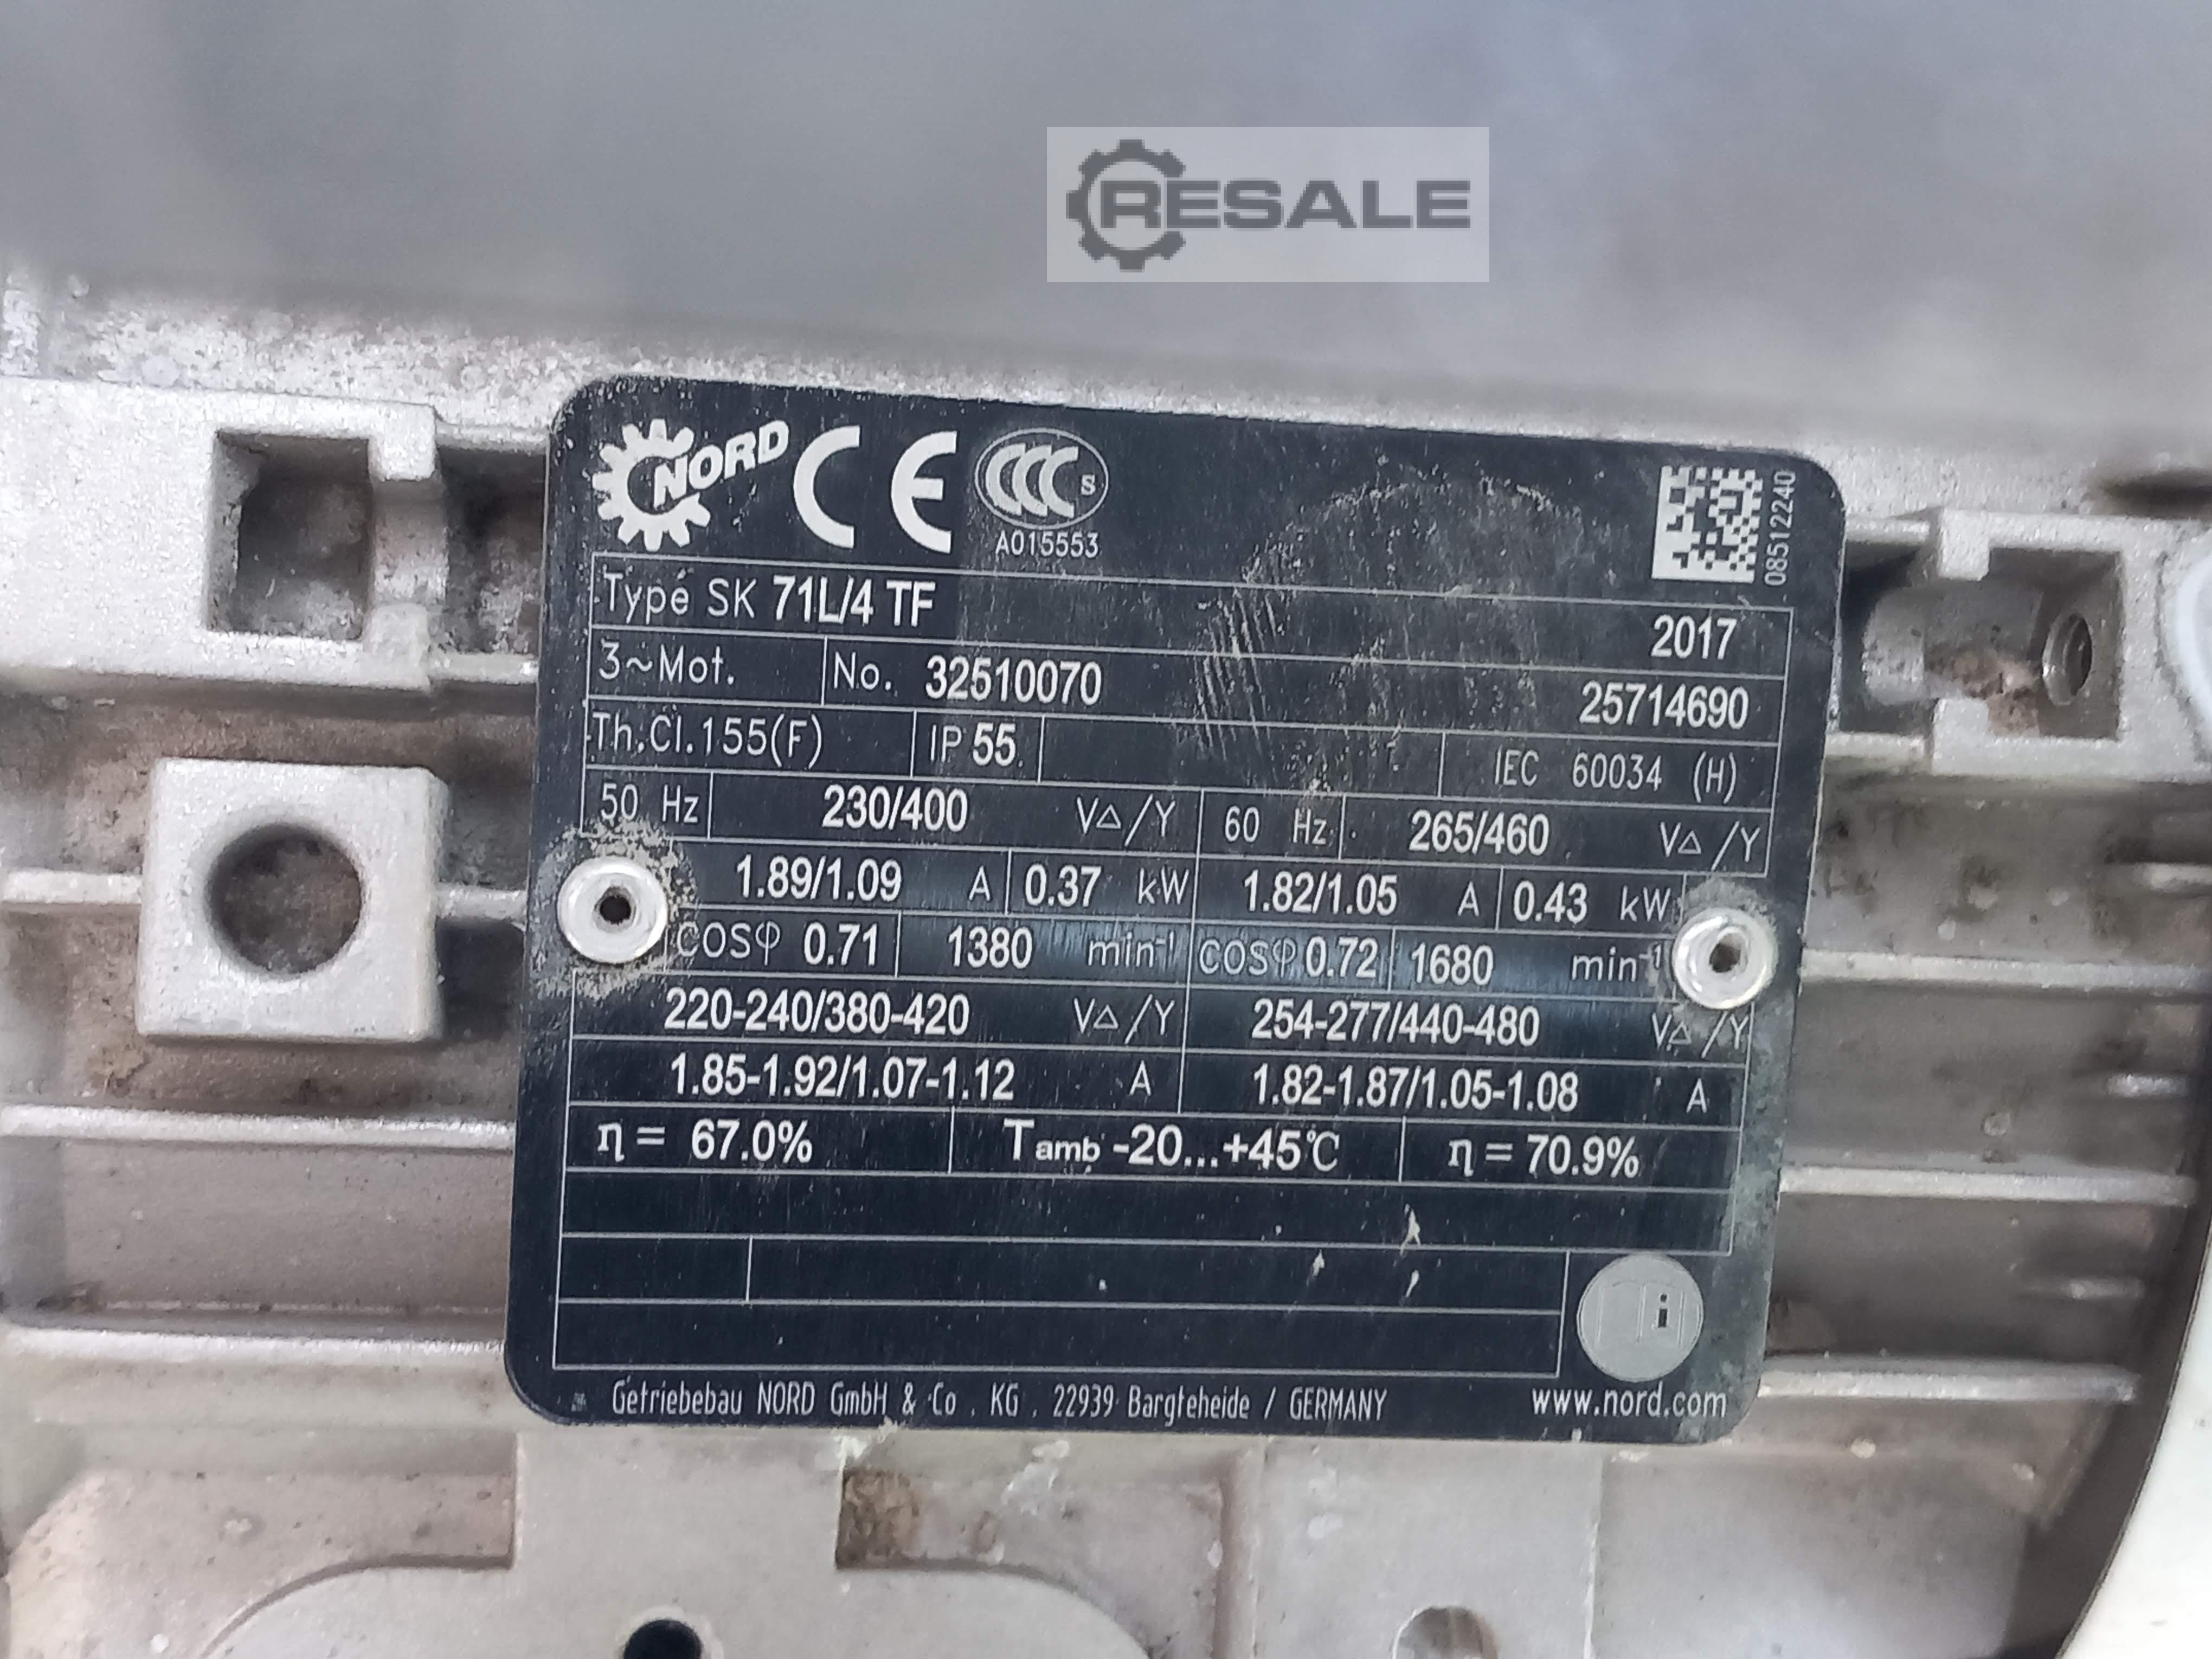 RESALE
NORD CE CCC S
A015553
08512240
Type SK 71L/4 TF 2017
3~Mot. No. 32510070 25714690
Th.Cl.155(F) IP 55 IEC 60034 (H)
50 Hz 230/400 V△/Y 60 Hz 265/460 V△/Y
1.89/1.09 A 0.37 kW 1.82/1.05 A 0.43 kW
COSφ 0.71 1380 min⁻¹ COSφ 0.72 1680 min⁻¹
220-240/380-420 V△/Y 254-277/440-480 V△/Y
1.85-1.92/1.07-1.12 A 1.82-1.87/1.05-1.08 A
η = 67.0% Tamb -20...+45°C η = 70.9%
i
Getriebebau NORD GmbH & Co. KG. 22939 Bargteheide / GERMANY www.nord.com